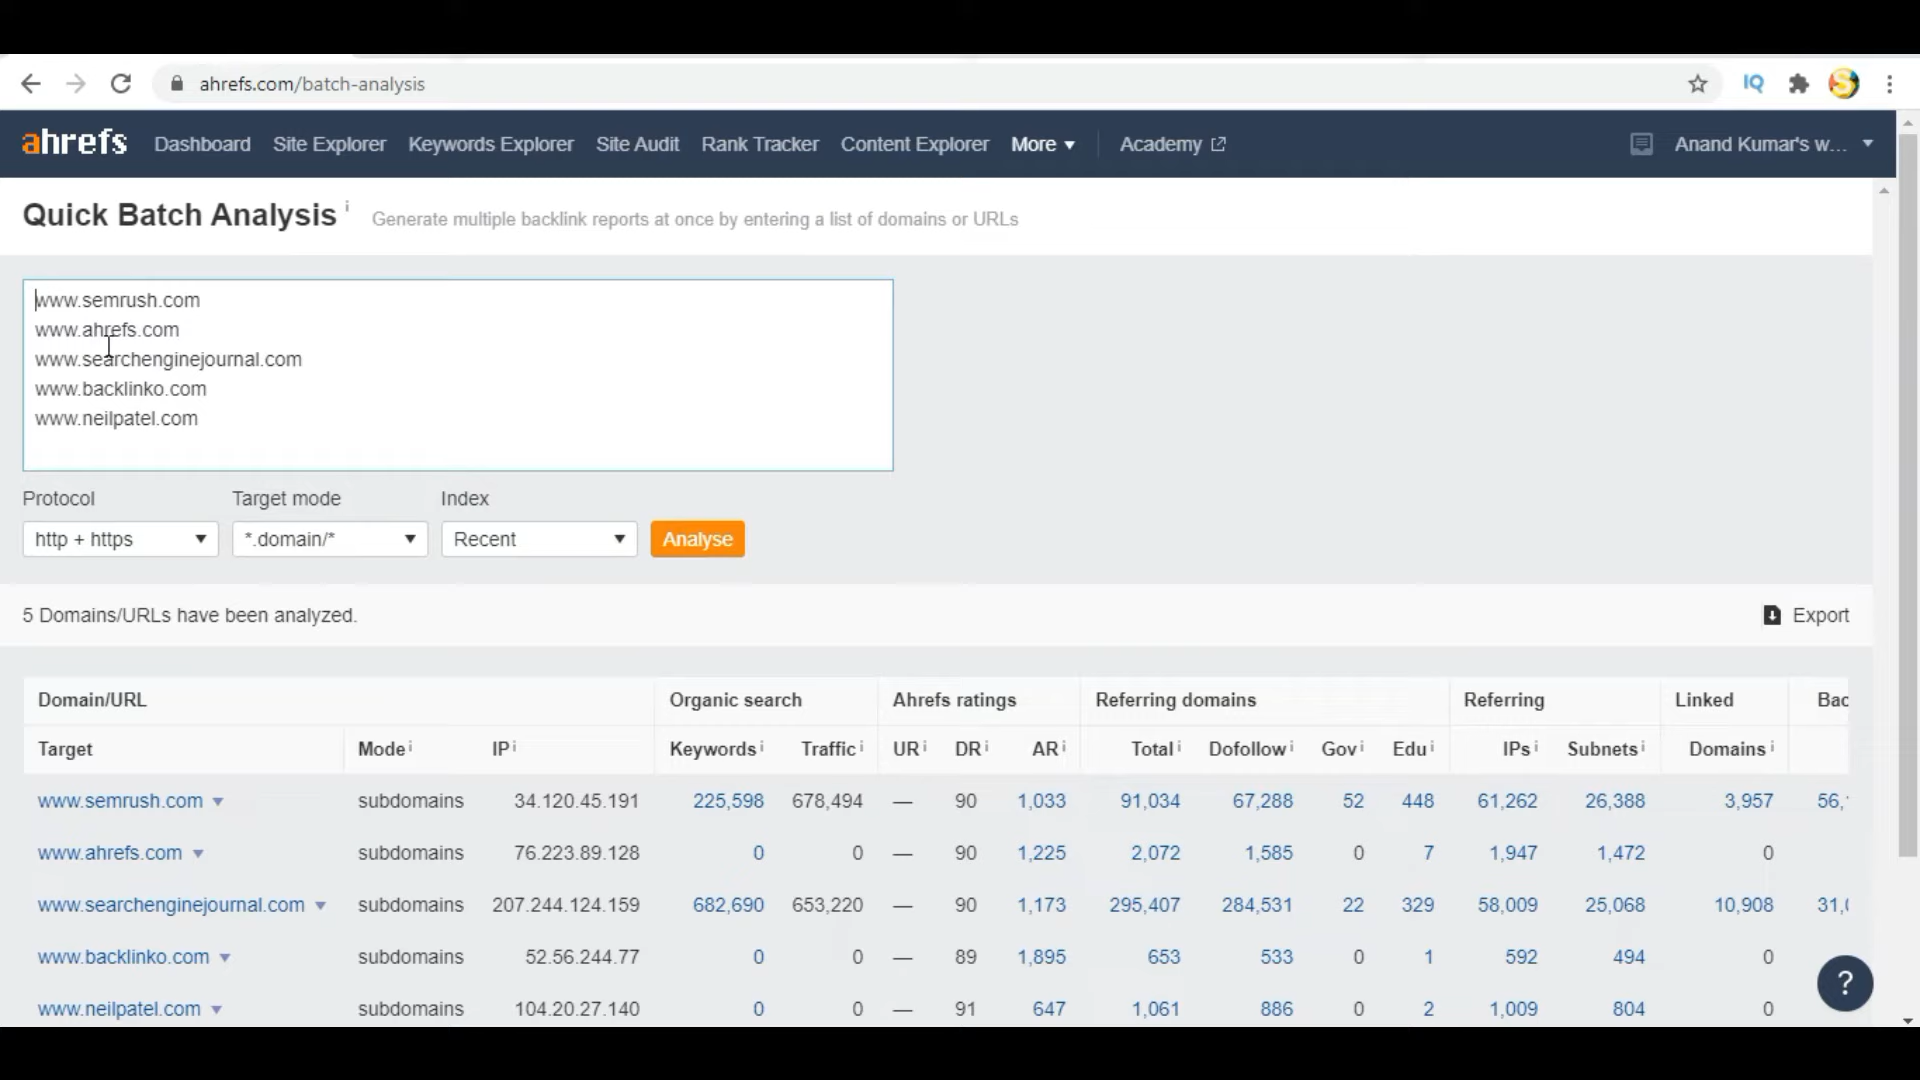 ahrefs.com/batch-analysis
IQ
ahrefs Dashboard Site Explorer Keywords Explorer Site Audit Rank Tracker Content Explorer More Academy Anand Kumar's w...
Quick Batch Analysis i Generate multiple backlink reports at once by entering a list of domains or URLs
www.semrush.com
www.ahrefs.com
www.searchenginejournal.com
www.backlinko.com
www.neilpatel.com
Protocol Target mode Index
http + https *.domain/* Recent Analyse
5 Domains/URLs have been analyzed. Export
Domain/URL Organic search Ahrefs ratings Referring domains Referring Linked Bac
Target Mode i IP i Keywords i Traffic i UR i DR i AR i Total i Dofollow i Gov i Edu i IPs i Subnets i Domains i
www.semrush.com subdomains 34.120.45.191 225,598 678,494 — 90 1,033 91,034 67,288 52 448 61,262 26,388 3,957 56,
www.ahrefs.com subdomains 76.223.89.128 0 0 — 90 1,225 2,072 1,585 0 7 1,947 1,472 0
www.searchenginejournal.com subdomains 207.244.124.159 682,690 653,220 — 90 1,173 295,407 284,531 22 329 58,009 25,068 10,908 31,
www.backlinko.com subdomains 52.56.244.77 0 0 — 89 1,895 653 533 0 1 592 494 0
?
www.neilpatel.com subdomains 104.20.27.140 0 0 — 91 647 1,061 886 0 2 1,009 804 0